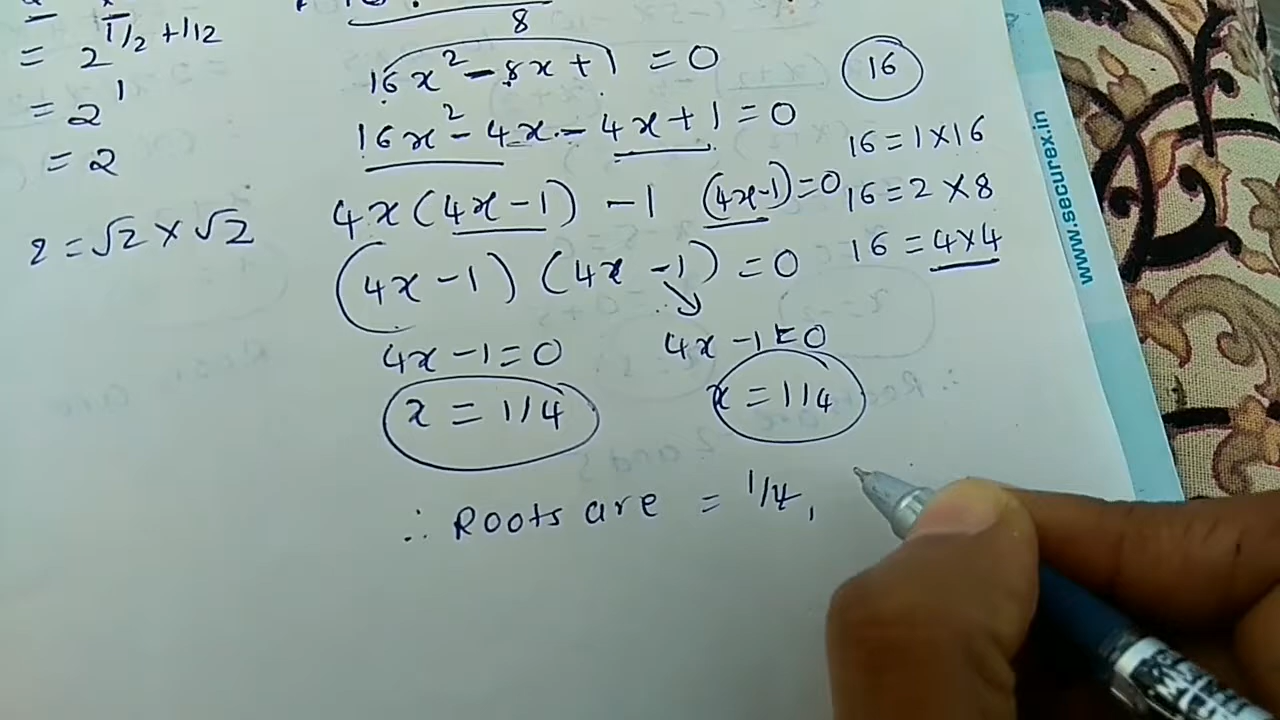 = 2^1/2 + 1/2
= 2^1
= 2
2 = √2 × √2
8
16x² - 8x + 1 = 0
16x² - 4x - 4x + 1 = 0
4x(4x-1) - 1 (4x-1)=0
(4x-1) (4x-1) = 0
4x-1=0 4x-1=0
x = 1/4 x = 1/4
∴ Roots are = 1/4,
16
16 = 1×16
16 = 2×8
16 = 4×4
www.securex.in